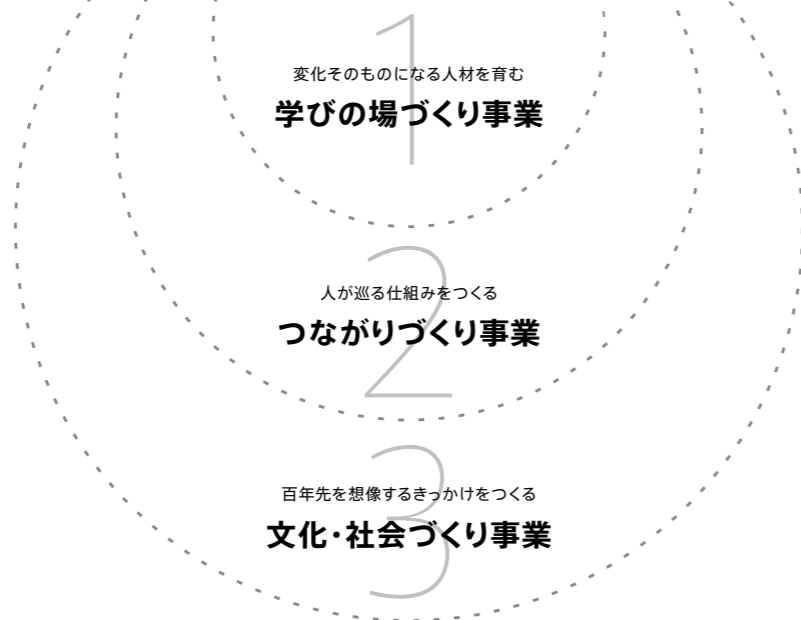 1
変化そのものになる人材を育む
学びの場づくり事業
2
人が巡る仕組みをつくる
つながりづくり事業
3
百年先を想像するきっかけをつくる
文化・社会づくり事業